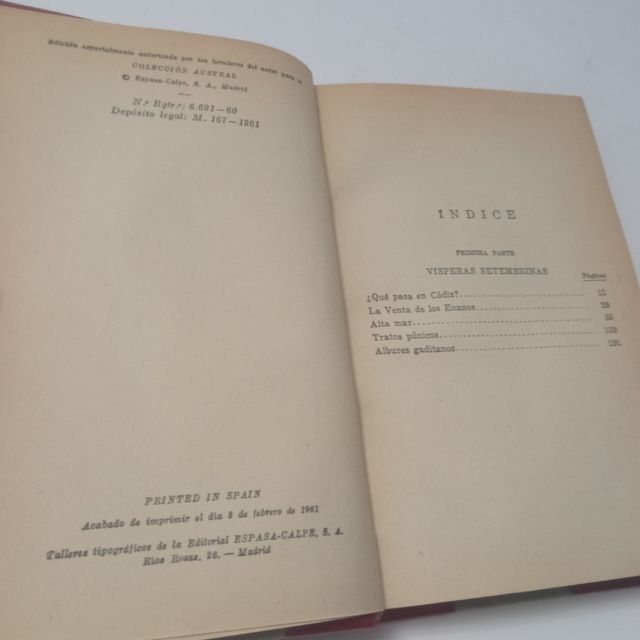 Edición especialmente autorizada por los herederos del autor para la
COLECCIÓN AUSTRAL
© Espasa-Calpe, S. A., Madrid
N.º Rgtr.º: 6.691—60
Depósito legal: M. 167—1961
PRINTED IN SPAIN
Acabado de imprimir el día 8 de febrero de 1961
Talleres tipográficos de la Editorial ESPASA-CALPE, S. A.
Ríos Rosas, 26. — Madrid
ÍNDICE
PRIMERA PARTE
VISPERAS SETEMBRINAS
Páginas
¿Qué pasa en Cádiz?
La Venta de los Enanos
Alta mar
Tratos púnicos
Albures gaditanos